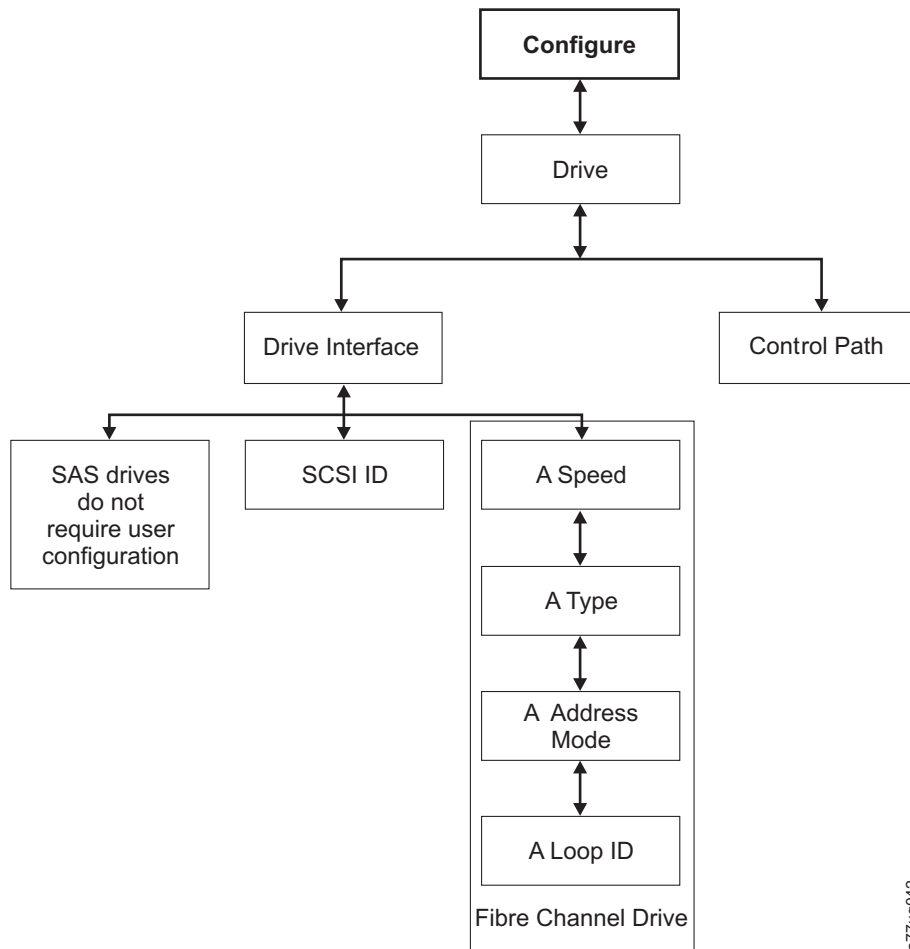 Configure
Drive
Drive Interface
Control Path
SAS drives
do not
require user
configuration
SCSI ID
A Speed
A Type
A Address
Mode
A Loop ID
Fibre Channel Drive